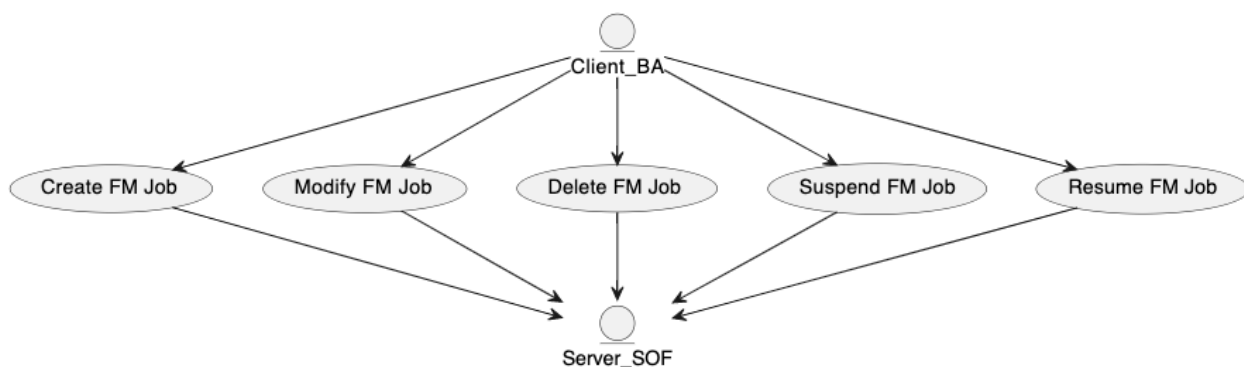 Client_BA
Create FM Job
Modify FM Job
Delete FM Job
Suspend FM Job
Resume FM Job
Server_SOF